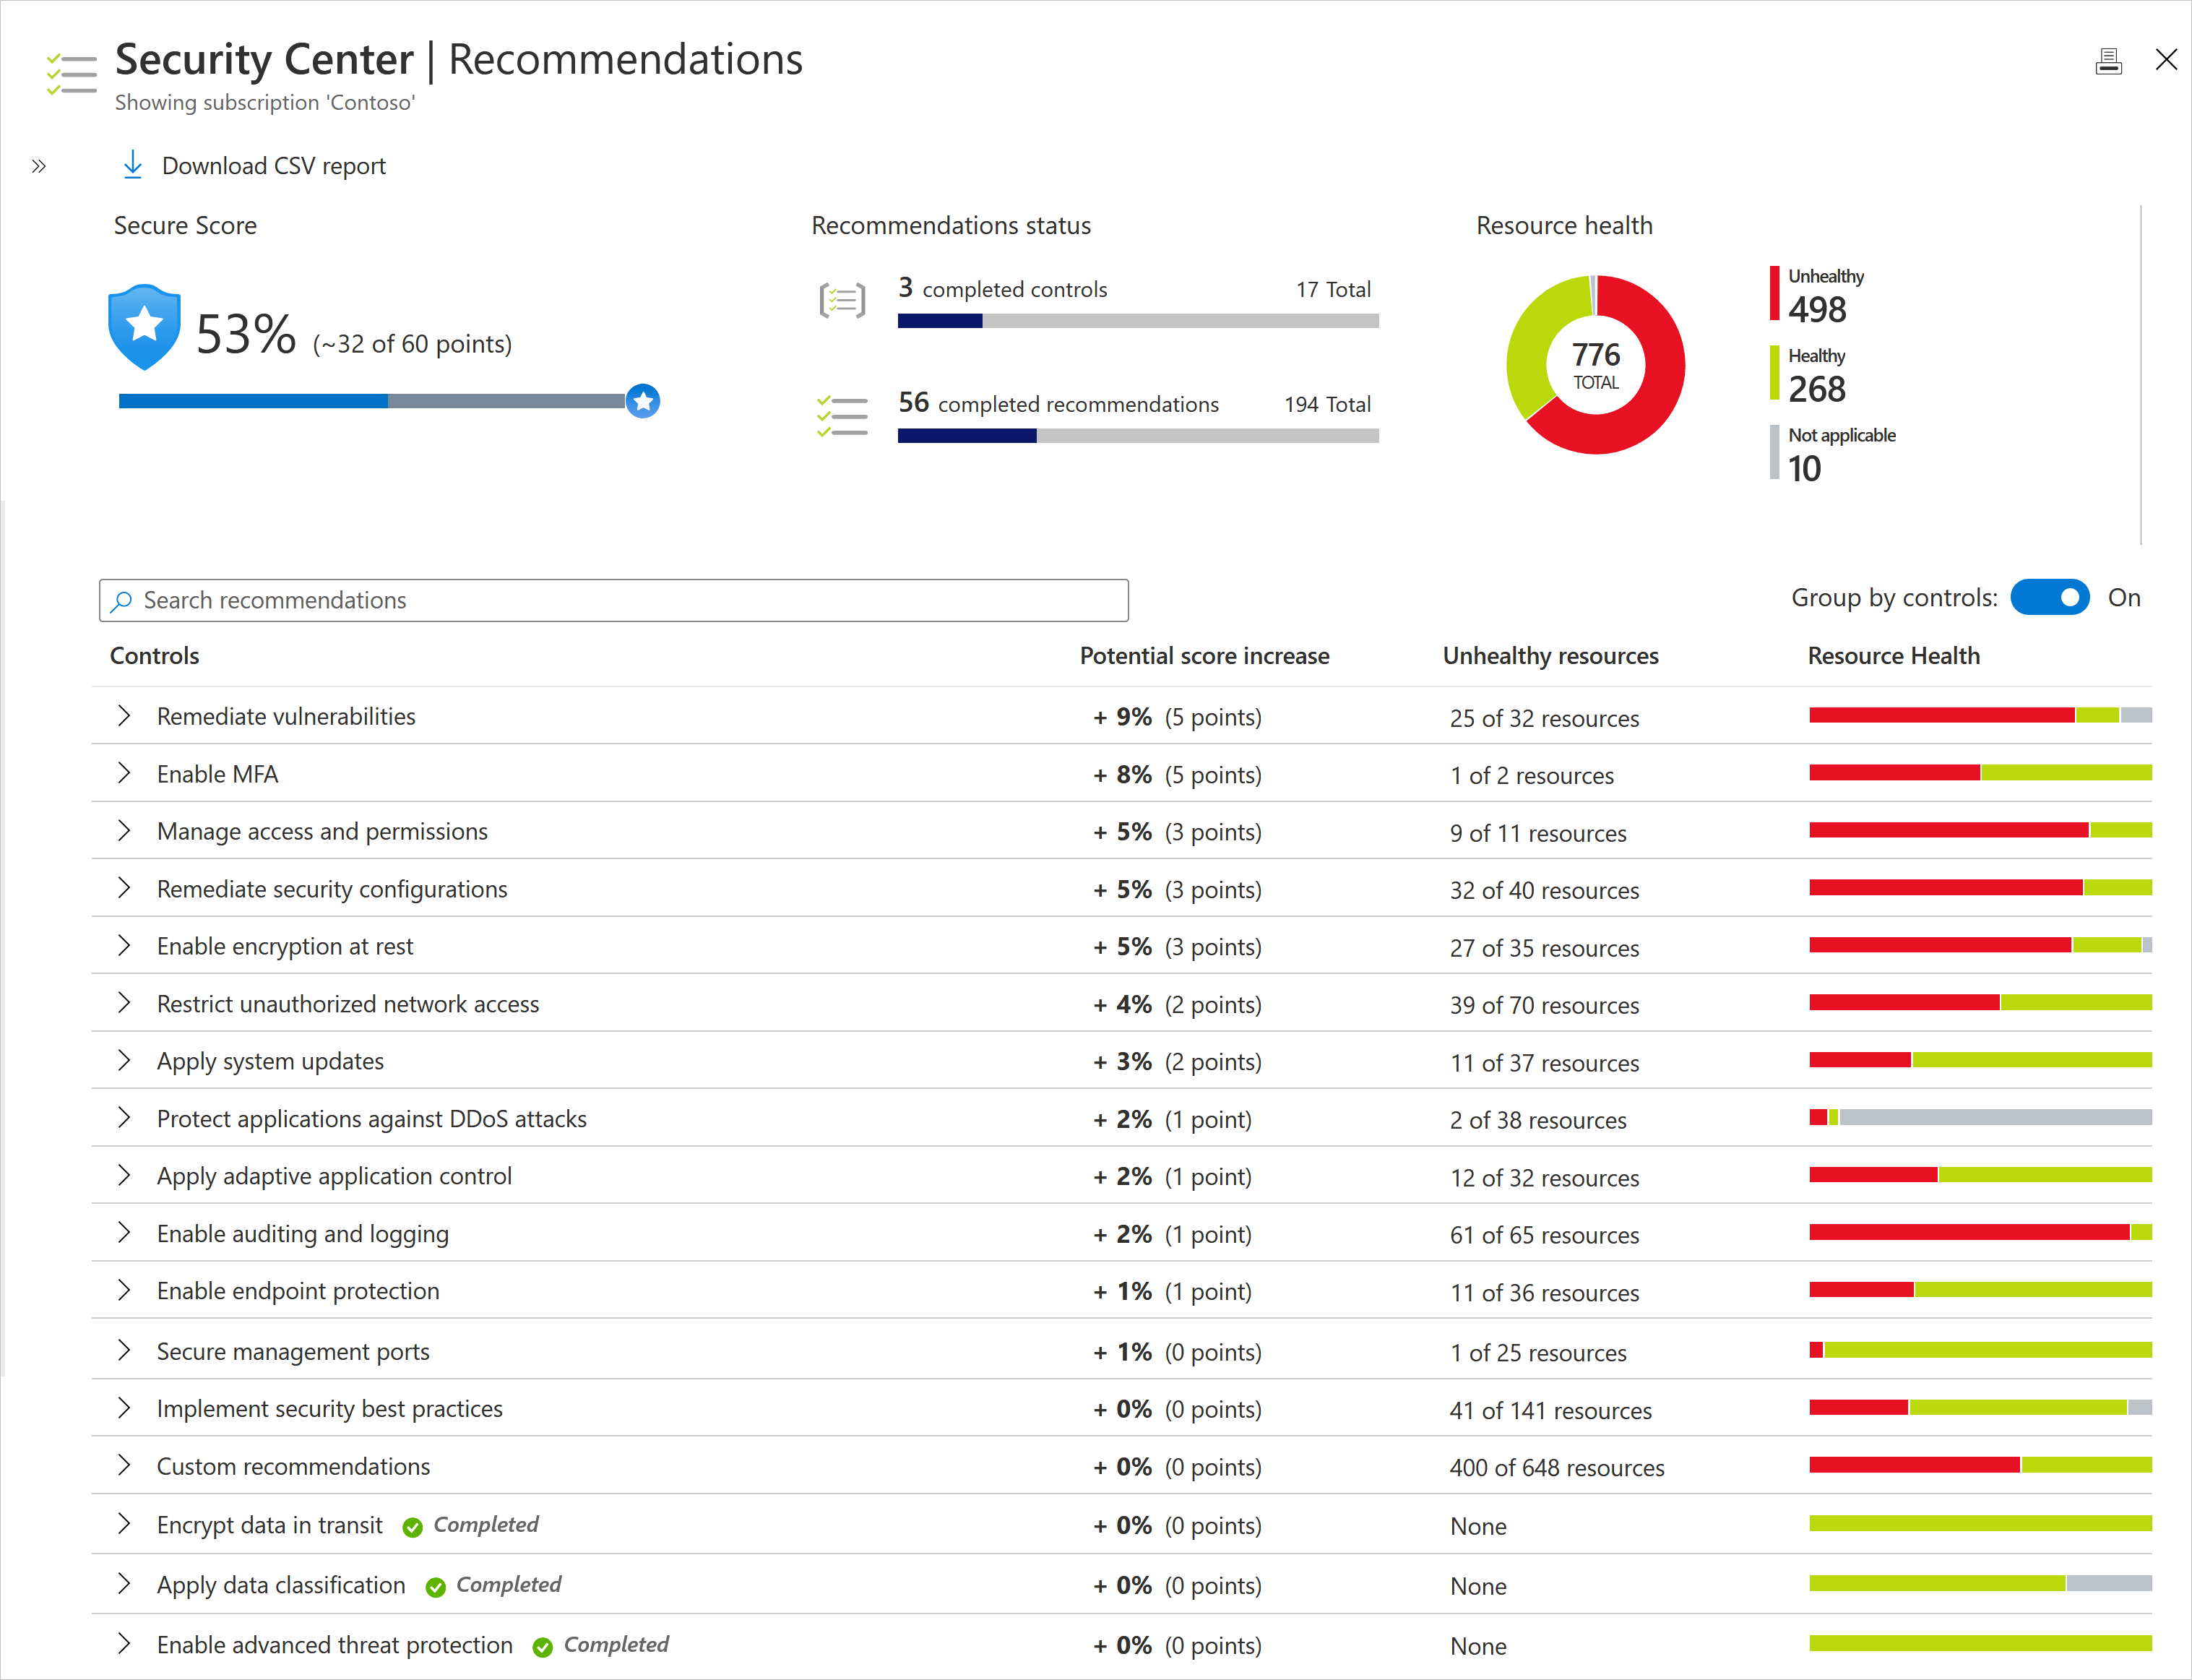 Security Center | Recommendations
Showing subscription 'Contoso'
Download CSV report
Secure Score
53% (~32 of 60 points)
Recommendations status
3 completed controls 17 Total
56 completed recommendations 194 Total
Resource health
776
TOTAL
Unhealthy
498
Healthy
268
Not applicable
10
Search recommendations
Group by controls: On
Controls Potential score increase Unhealthy resources Resource Health
Remediate vulnerabilities + 9% (5 points) 25 of 32 resources
Enable MFA + 8% (5 points) 1 of 2 resources
Manage access and permissions + 5% (3 points) 9 of 11 resources
Remediate security configurations + 5% (3 points) 32 of 40 resources
Enable encryption at rest + 5% (3 points) 27 of 35 resources
Restrict unauthorized network access + 4% (2 points) 39 of 70 resources
Apply system updates + 3% (2 points) 11 of 37 resources
Protect applications against DDoS attacks + 2% (1 point) 2 of 38 resources
Apply adaptive application control + 2% (1 point) 12 of 32 resources
Enable auditing and logging + 2% (1 point) 61 of 65 resources
Enable endpoint protection + 1% (1 point) 11 of 36 resources
Secure management ports + 1% (0 points) 1 of 25 resources
Implement security best practices + 0% (0 points) 41 of 141 resources
Custom recommendations + 0% (0 points) 400 of 648 resources
Encrypt data in transit Completed + 0% (0 points) None
Apply data classification Completed + 0% (0 points) None
Enable advanced threat protection Completed + 0% (0 points) None